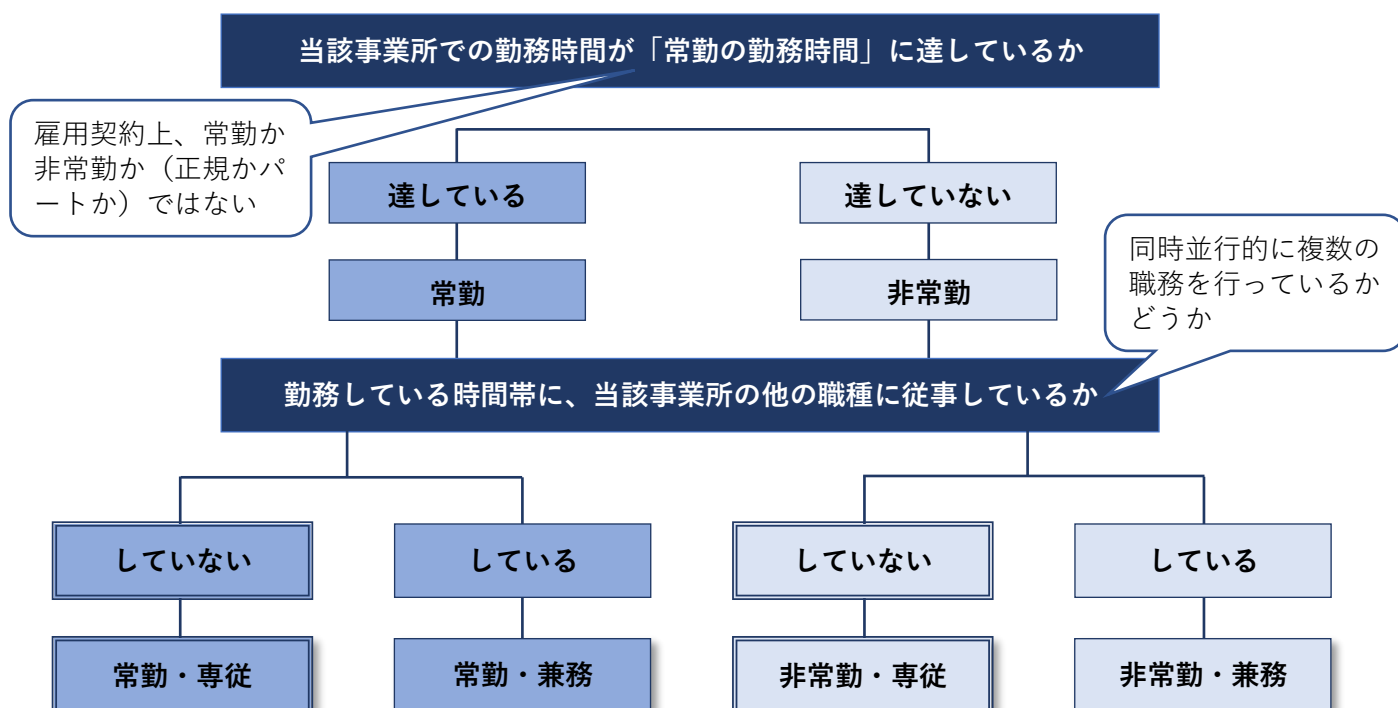 当該事業所での勤務時間が「常勤の勤務時間」に達しているか
雇用契約上、常勤か
非常勤か（正規かパ
ートか）ではない
達している
達していない
常勤
非常勤
同時並行的に複数の
職務を行っているか
どうか
勤務している時間帯に、当該事業所の他の職種に従事しているか
していない
している
していない
している
常勤・専従
常勤・兼務
非常勤・専従
非常勤・兼務